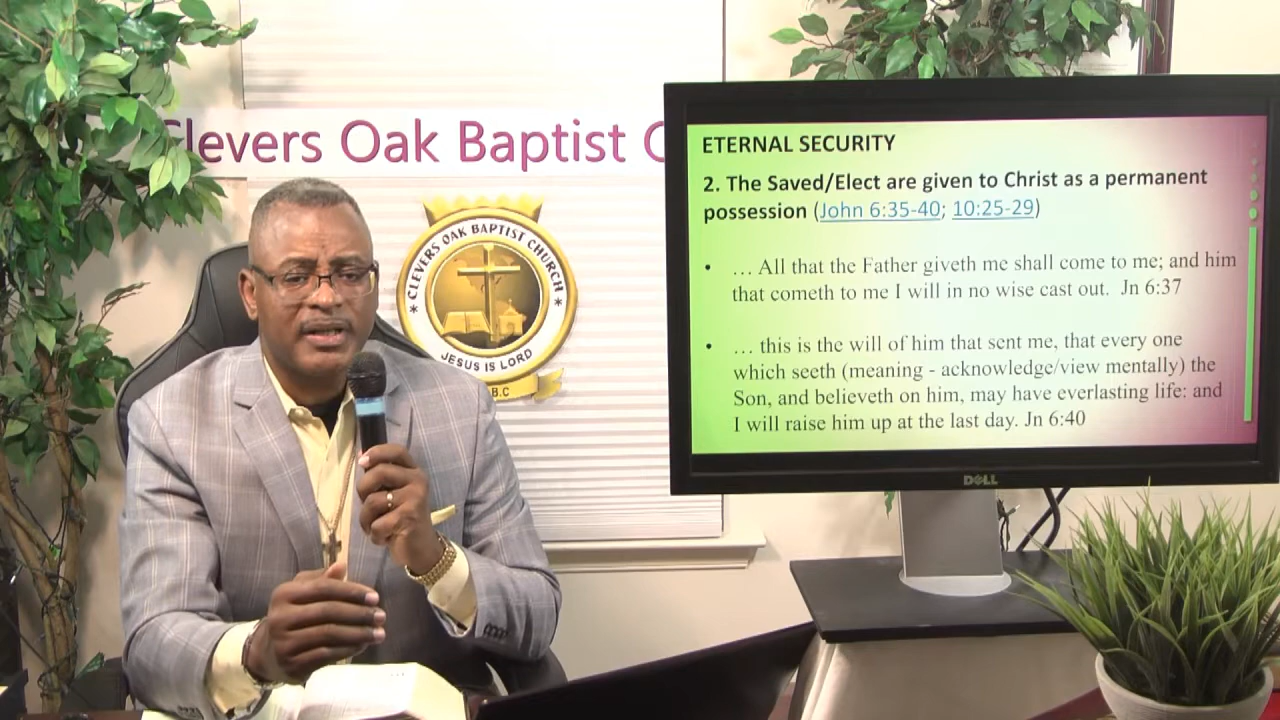 Clevers Oak Baptist C
CLEVERS OAK BAPTIST CHURCH
JESUS IS LORD
B.C
ETERNAL SECURITY
2. The Saved/Elect are given to Christ as a permanent
possession (John 6:35-40; 10:25-29)
• … All that the Father giveth me shall come to me; and him
that cometh to me I will in no wise cast out. Jn 6:37
• … this is the will of him that sent me, that every one
which seeth (meaning - acknowledge/view mentally) the
Son, and believeth on him, may have everlasting life: and
I will raise him up at the last day. Jn 6:40
DELL